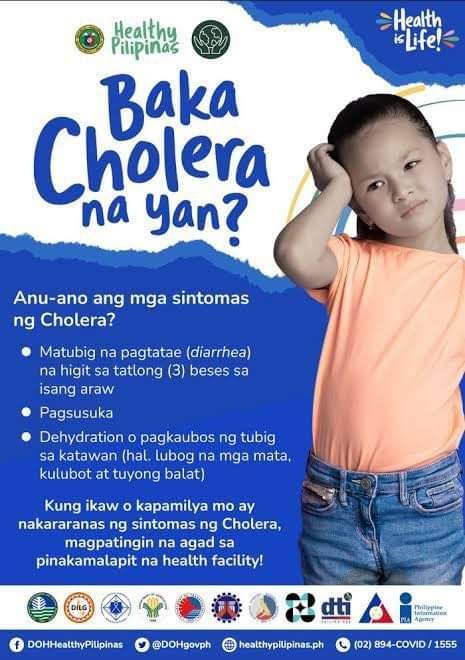 Healthy
Pilipinas
Health
is Life!
Baka
Cholera
na yan?
Anu-ano ang mga sintomas
ng Cholera?
Matubig na pagtatae (diarrhea)
na higit sa tatlong (3) beses sa
isang araw
Pagsusuka
Dehydration o pagkaubos ng tubig
sa katawan (hal. lubog na mga mata,
kulubot at tuyong balat)
Kung ikaw o kapamilya mo ay
nakararanas ng sintomas ng Cholera,
magpatingin na agad sa
pinakamalapit na health facility!
DILG
dti
PIA
Philippine
Information
Agency
DOHHealthyPilipinas @DOHgovph healthypilipinas.ph (02) 894-COVID / 1555